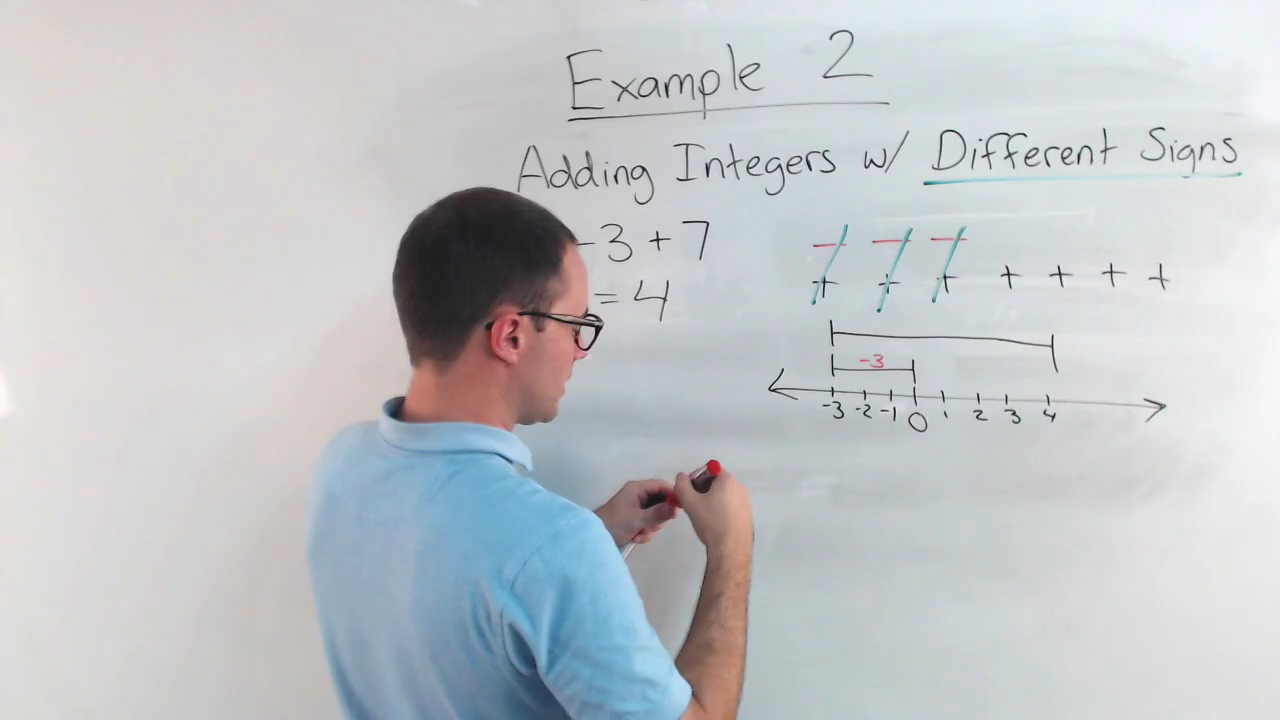 Example 2
Adding Integers w/ Different Signs
-3 + 7
= 4
- - -
+ + + + + + +
-3
-3 -2 -1 0 1 2 3 4